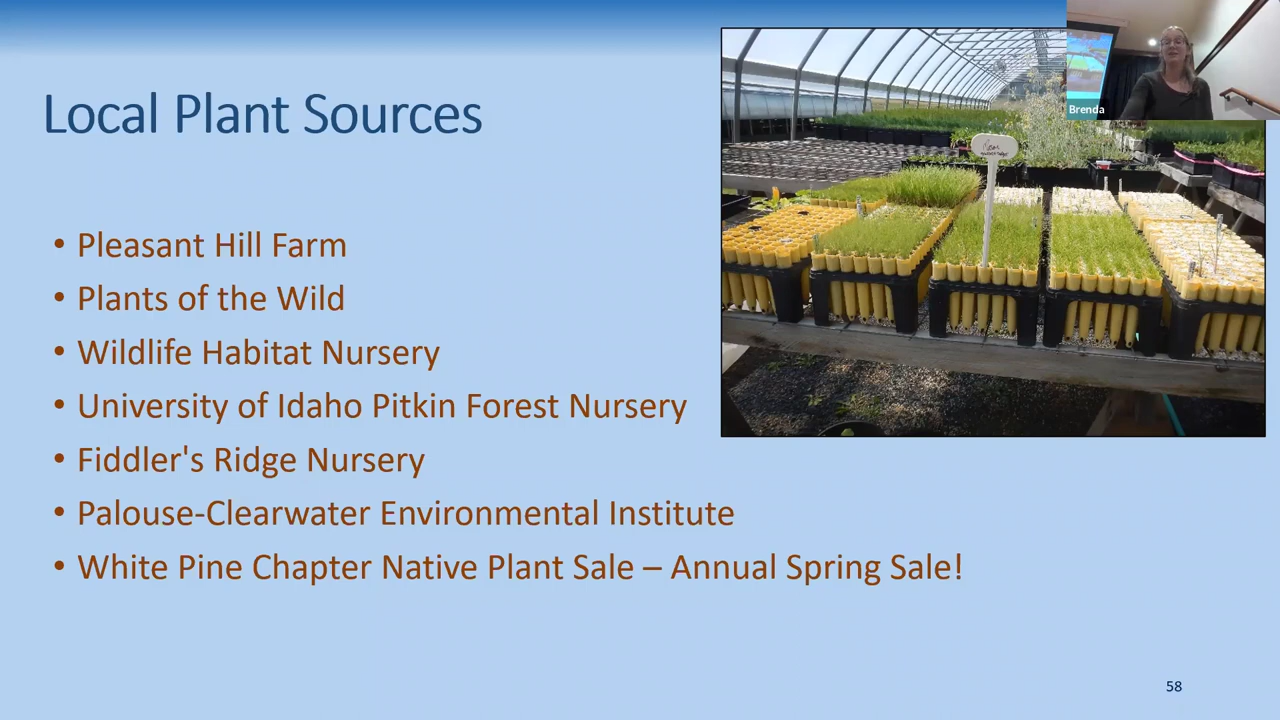 Local Plant Sources
Brenda
• Pleasant Hill Farm
• Plants of the Wild
• Wildlife Habitat Nursery
• University of Idaho Pitkin Forest Nursery
• Fiddler's Ridge Nursery
• Palouse-Clearwater Environmental Institute
• White Pine Chapter Native Plant Sale – Annual Spring Sale!
58